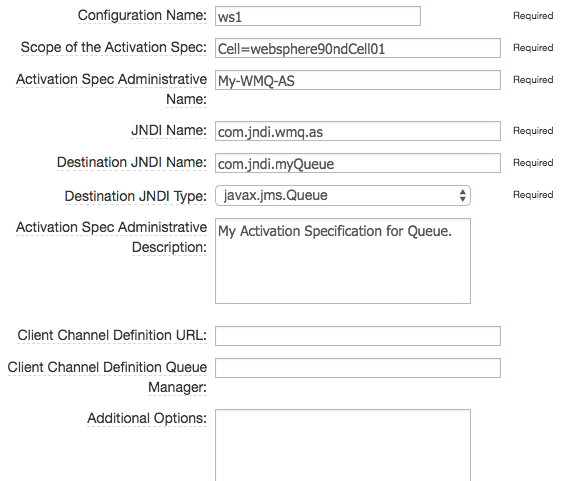 Configuration Name: ws1 Required
Scope of the Activation Spec: Cell=websphere90ndCell01 Required
Activation Spec Administrative My-WMQ-AS Required
Name:
JNDI Name: com.jndi.wmq.as Required
Destination JNDI Name: com.jndi.myQueue Required
Destination JNDI Type: javax.jms.Queue Required
Activation Spec Administrative My Activation Specification for Queue.
Description:
Client Channel Definition URL:
Client Channel Definition Queue
Manager:
Additional Options: